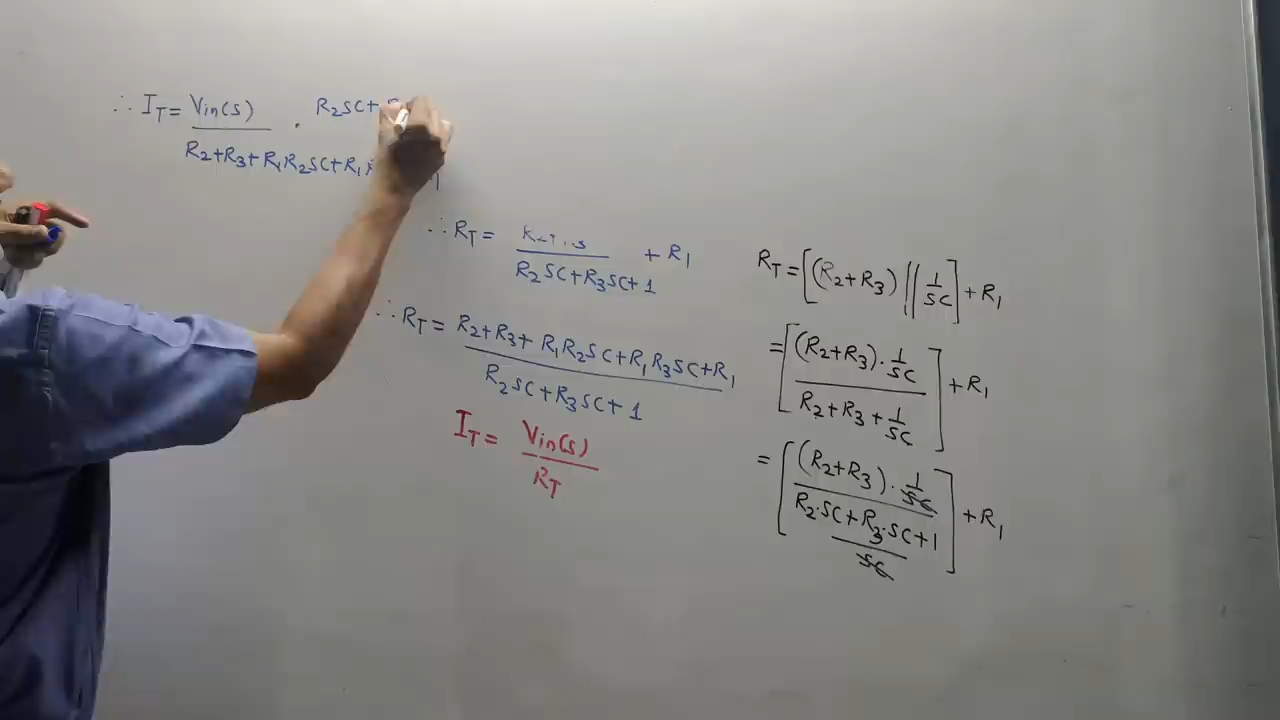 ∴ I_T = Vin(s) / R2+R3+R1R2SC+R1 · R2SC+
∴ R_T = / R2SC+R3SC+1 + R1
∴ R_T = R2+R3+R1R2SC+R1R3SC+R1 / R2SC+R3SC+1
I_T = Vin(s) / R_T
R_T = [(R2+R3) || 1/SC] + R1
= [(R2+R3)·1/SC / R2+R3+1/SC] + R1
= [(R2+R3)·1/SC / R2·SC+R3·SC+1 / SC] + R1